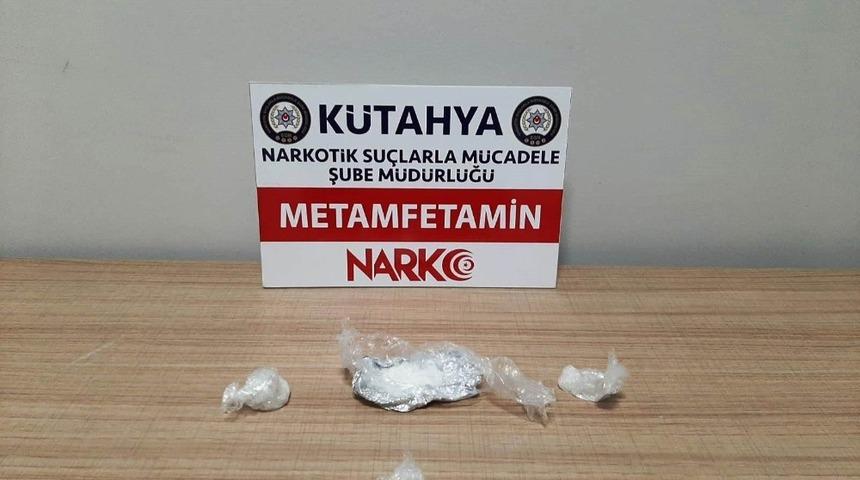 KÜTAHYA
NARKOTİK SUÇLARLA MÜCADELE
ŞUBE MÜDÜRLÜĞÜ
METAMFETAMİN
NARKO